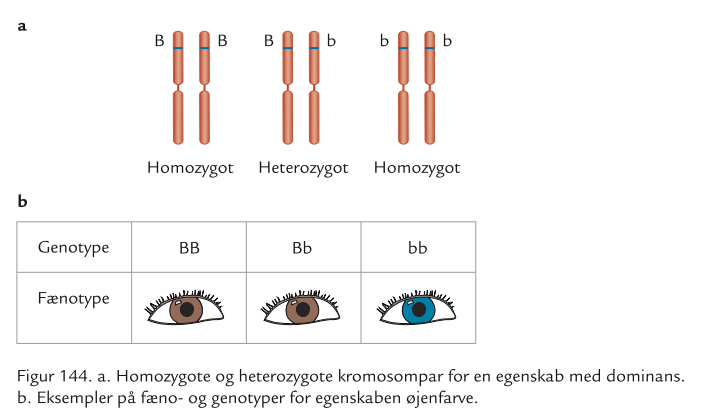 a
B B B b b b
Homozygot Heterozygot Homozygot
b
Genotype BB Bb bb
Fænotype
Figur 144. a. Homozygote og heterozygote kromosompar for en egenskab med dominans.
b. Eksempler på fæno- og genotyper for egenskaben øjenfarve.